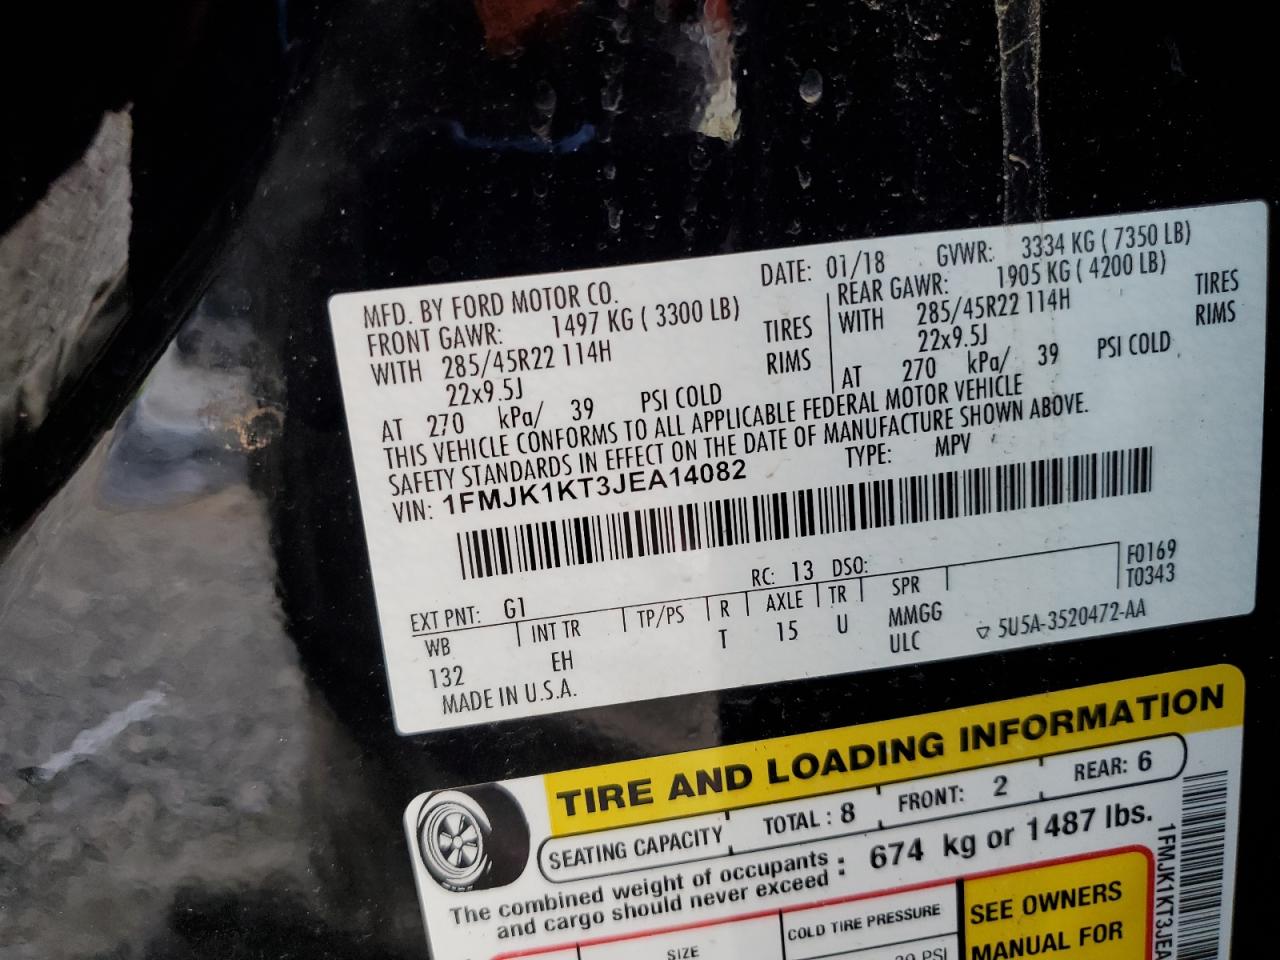 MFD. BY FORD MOTOR CO.
DATE: 01/18 GVWR: 3334 KG ( 7350 LB)
FRONT GAWR: 1497 KG ( 3300 LB)
WITH 285/45R22 114H TIRES
22x9.5J RIMS
AT 270 kPa/ 39 PSI COLD
REAR GAWR: 1905 KG ( 4200 LB)
WITH 285/45R22 114H TIRES
22x9.5J RIMS
AT 270 kPa/ 39 PSI COLD
THIS VEHICLE CONFORMS TO ALL APPLICABLE FEDERAL MOTOR VEHICLE
SAFETY STANDARDS IN EFFECT ON THE DATE OF MANUFACTURE SHOWN ABOVE.
VIN: 1FMJK1KT3JEA14082 TYPE: MPV
RC: 13 DSO:
EXT PNT: G1 F0169
T0343
WB INT TR TP/PS R AXLE TR SPR
132 EH T 15 U MMGG
ULC
MADE IN U.S.A. 5U5A-3520472-AA
TIRE AND LOADING INFORMATION
SEATING CAPACITY TOTAL : 8 FRONT: 2 REAR: 6
The combined weight of occupants
and cargo should never exceed : 674 kg or 1487 lbs.
SIZE COLD TIRE PRESSURE
PSI
SEE OWNERS
MANUAL FOR
1FMJK1KT3JEA